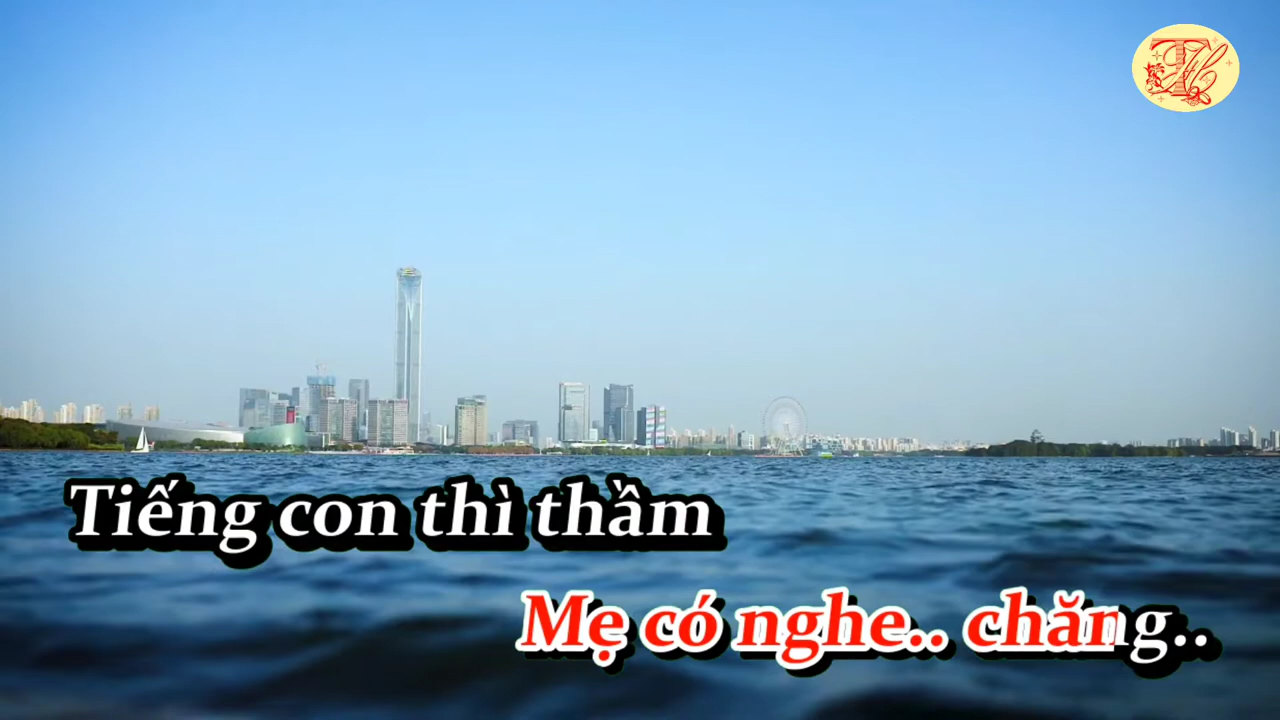 Tiếng con thì thầm
Mẹ có nghe.. chăng..